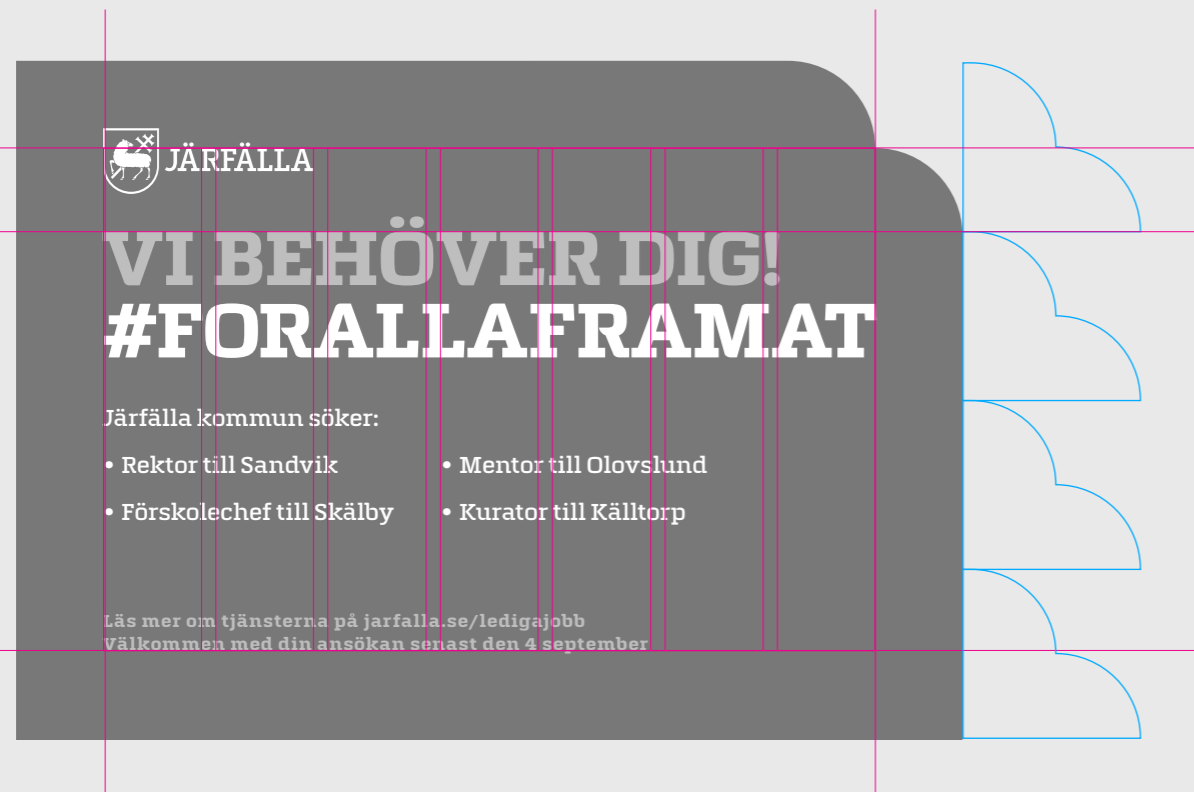 JÄRFÄLLA
VI BEHÖVER DIG!
#FORALLAFRAMAT
Järfälla kommun söker:
• Rektor till Sandvik
• Förskolechef till Skälby
• Mentor till Olovslund
• Kurator till Källtorp
Läs mer om tjänsterna på jarfalla.se/ledigajobb
Välkommen med din ansökan senast den 4 september